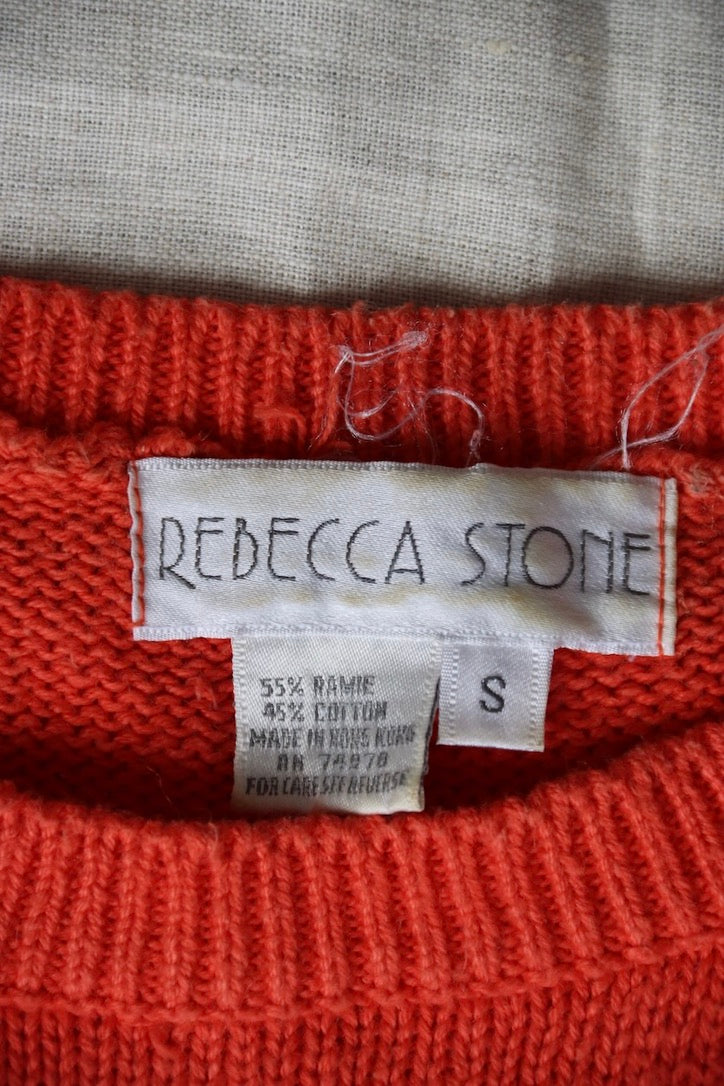 REBECCA STONE
55% RAMIE
45% COTTON
MADE IN HONG KONG
RN 74970
FOR CARE SEE REVERSE
S